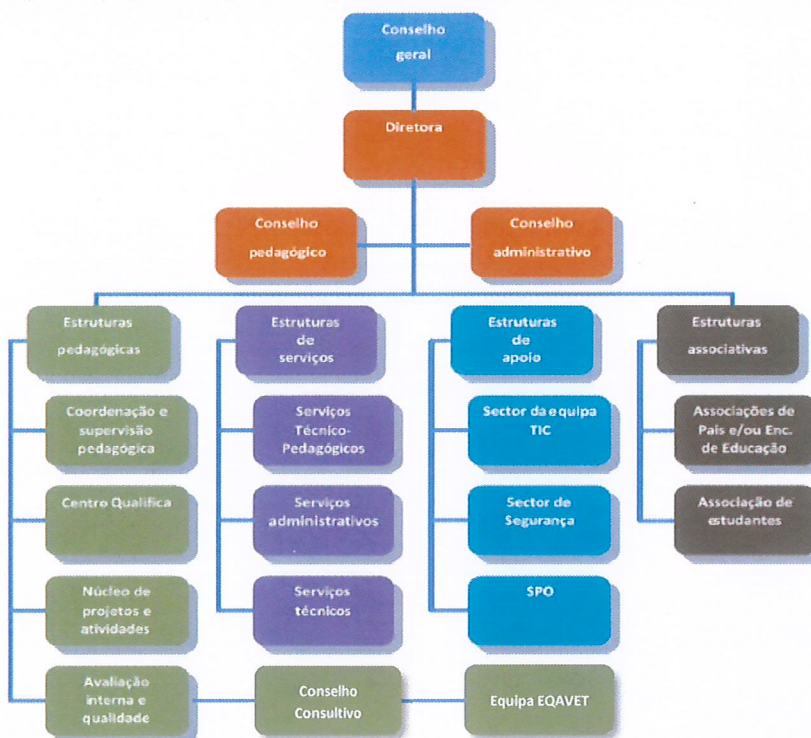 Conselho
geral
Diretora
Conselho
pedagógico
Conselho
administrativo
Estruturas
pedagógicas
Estruturas
de
serviços
Estruturas
de
apoio
Estruturas
associativas
Coordenação e
supervisão
pedagógica
Serviços
Técnico-
Pedagógicos
Sector da equipa
TIC
Associações de
Pais e/ou Enc.
de Educação
Centro Qualifica
Serviços
administrativos
Sector de
Segurança
Associação de
estudantes
Núcleo de
projetos e
atividades
Serviços
técnicos
SPO
Avaliação
interna e
qualidade
Conselho
Consultivo
Equipa EQAVET